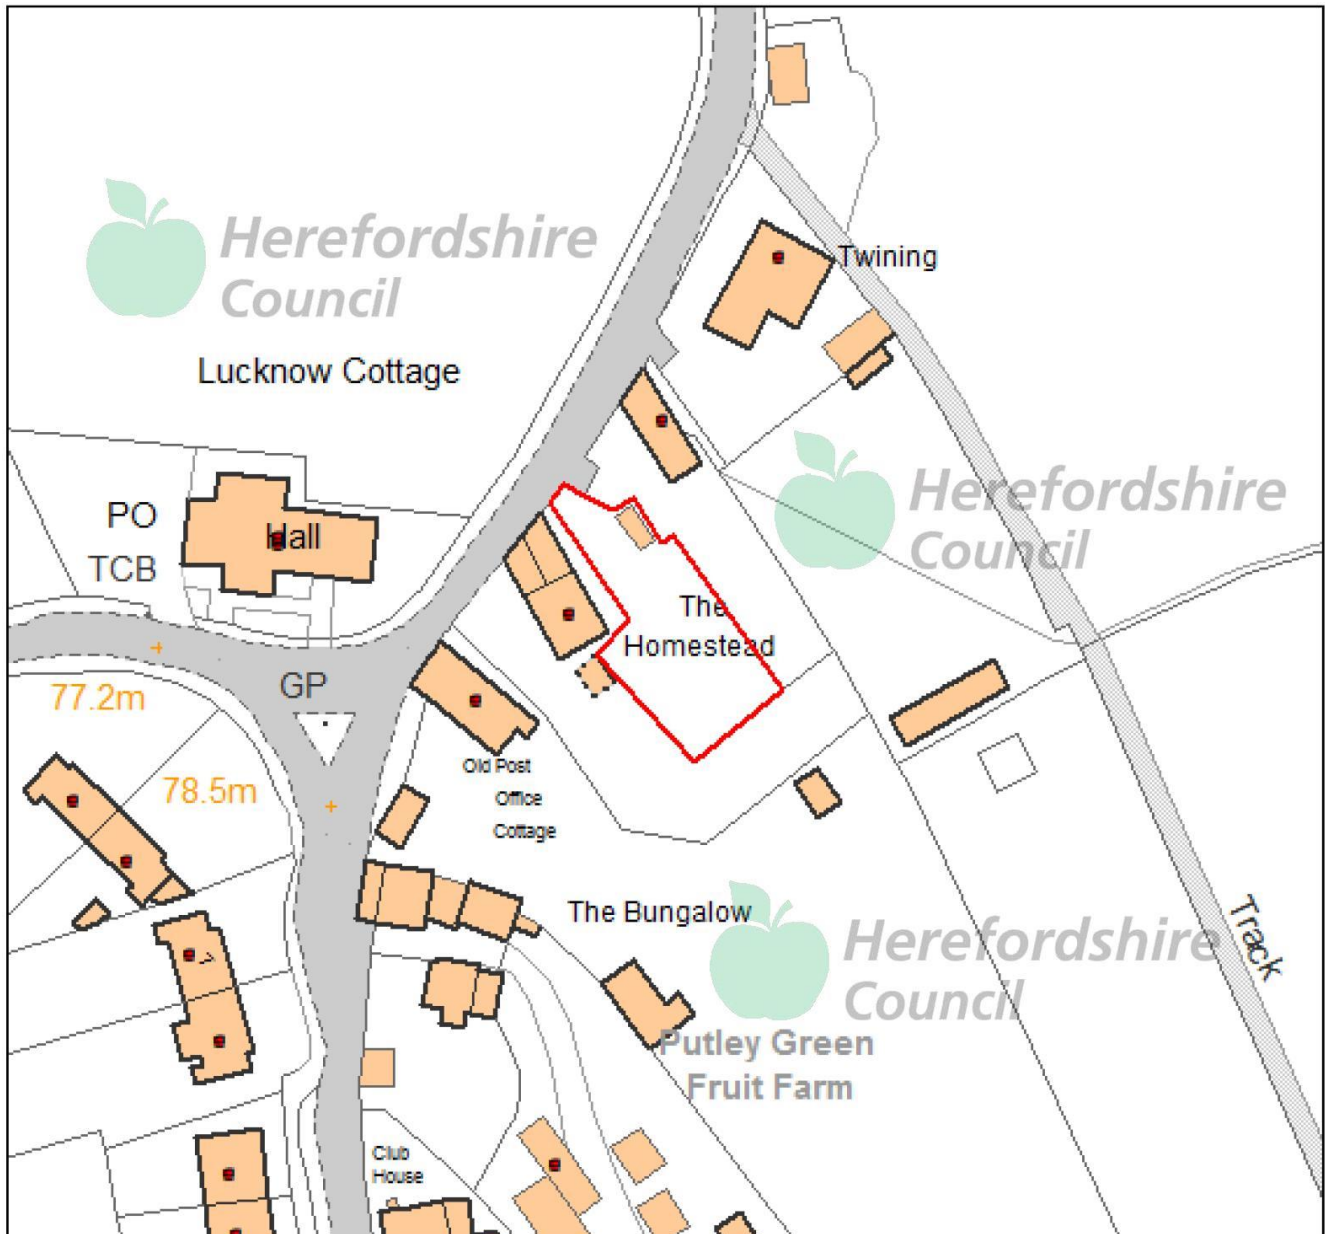 Twining
Herefordshire
Council
Lucknow Cottage
Herefordshire
Council
PO
Hall
TCB
The
Homestead
GP
77.2m
78.5m
Old Post
Office
Cottage
The Bungalow
Herefordshire
Council
Track
7
Putley Green
Fruit Farm
Club
House